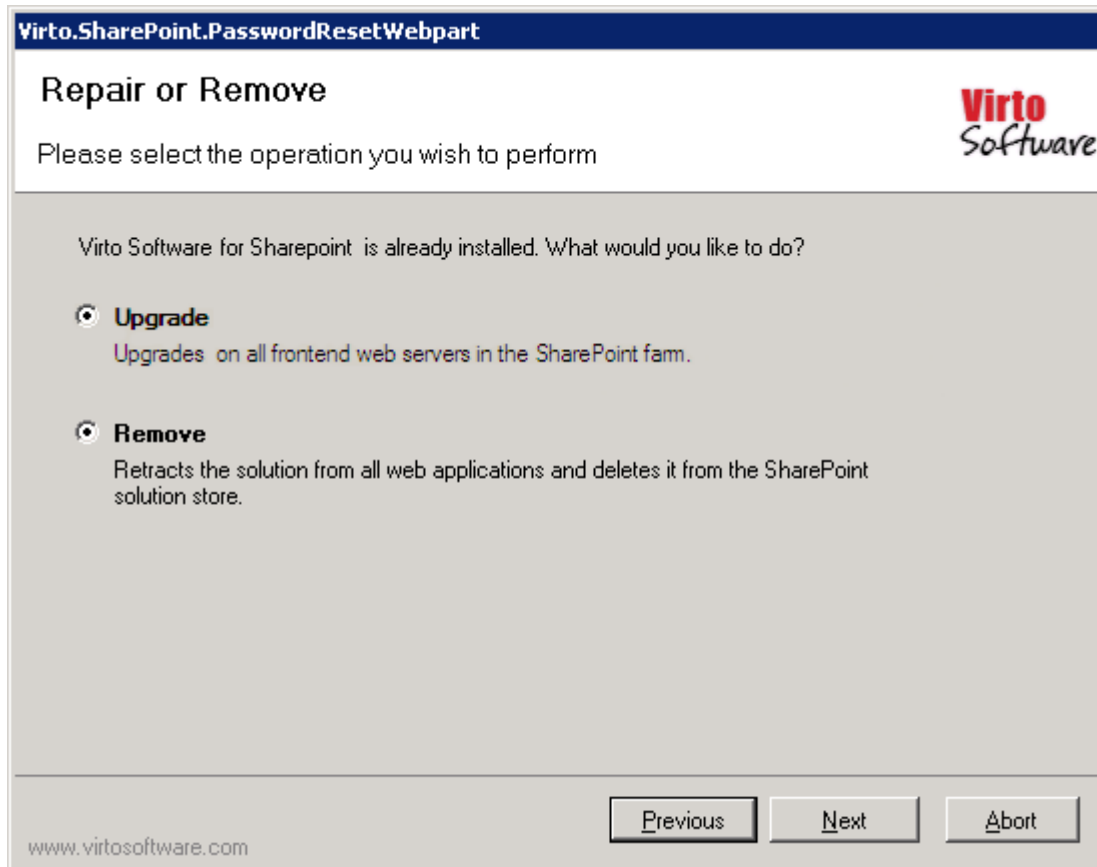 Virto.SharePoint.PasswordResetWebpart
Repair or Remove
Virto
Software
Please select the operation you wish to perform
Virto Software for Sharepoint  is already installed. What would you like to do?
Upgrade
Upgrades  on all frontend web servers in the SharePoint farm.
Remove
Retracts the solution from all web applications and deletes it from the SharePoint
solution store.
Previous Next Abort
www.virtosoftware.com